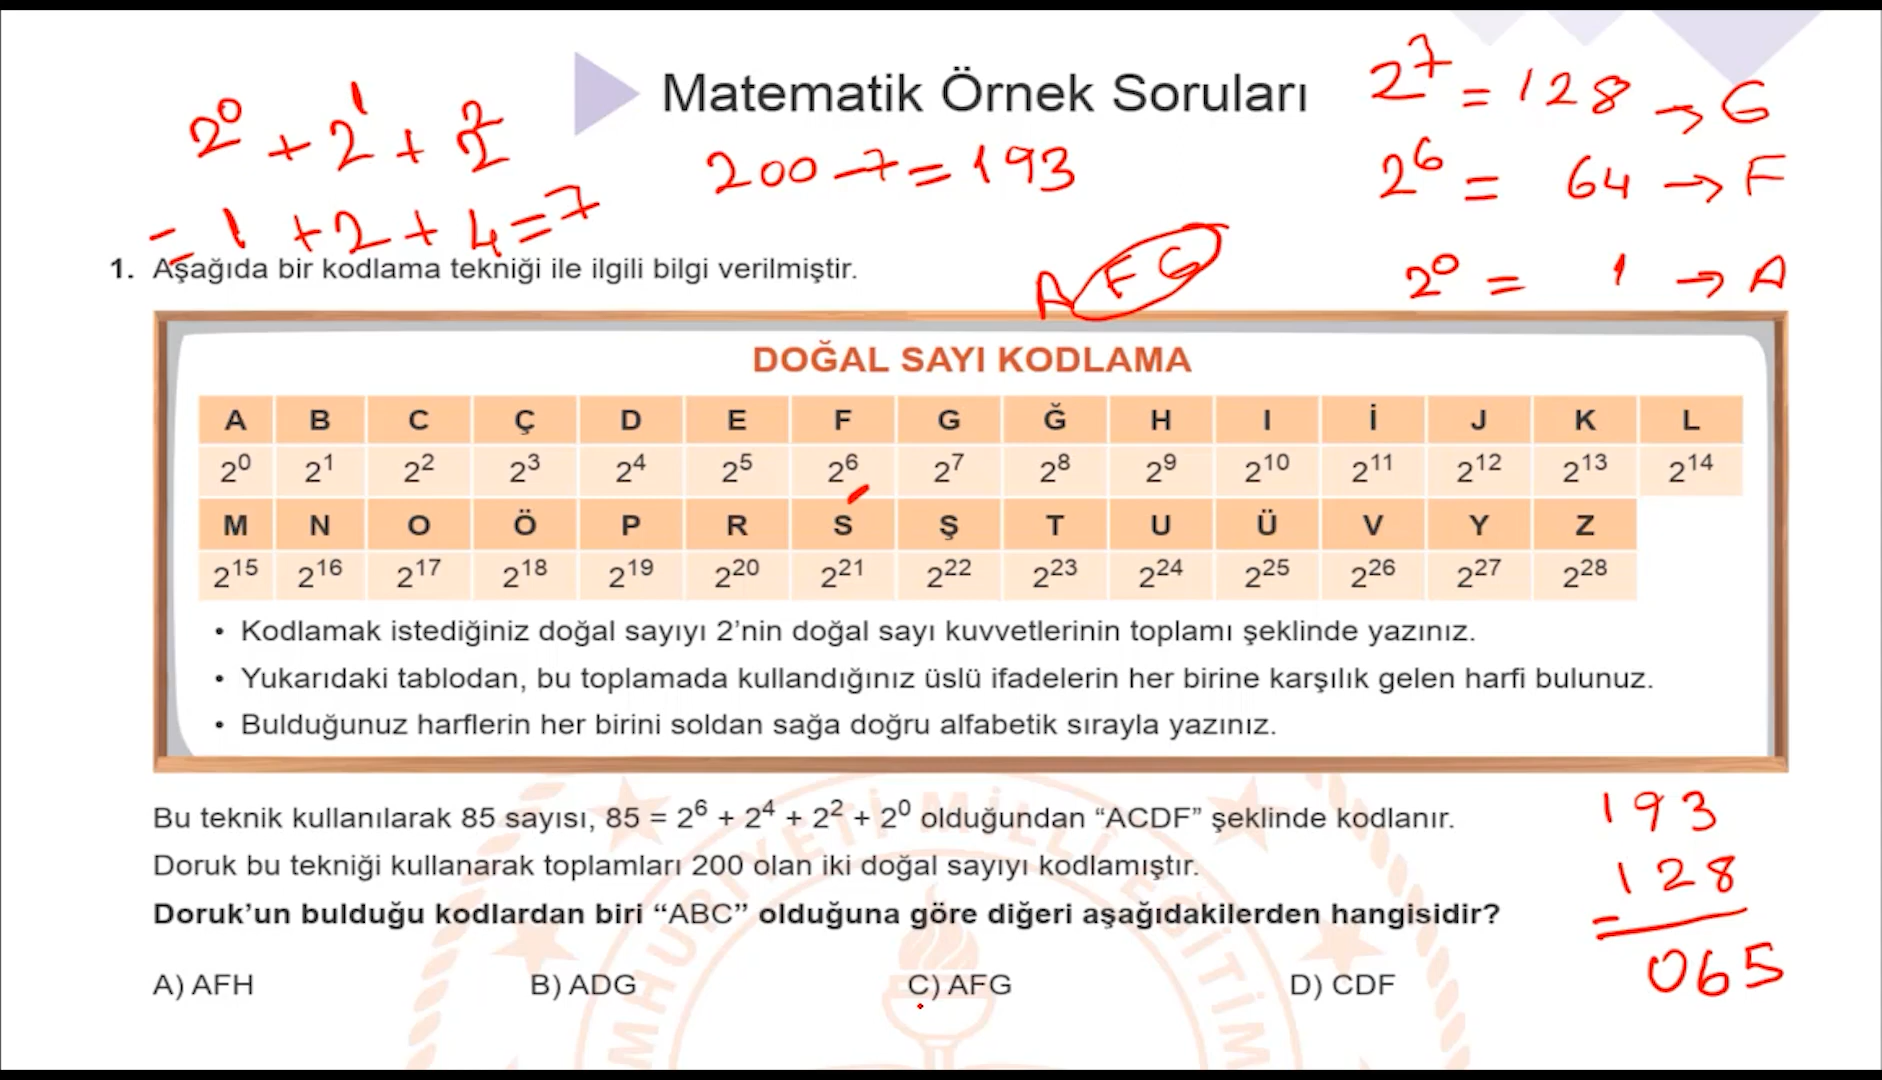 Matematik Örnek Soruları
2⁰ + 2¹ + 2²
= 1 + 2 + 4 = 7
200 - 7 = 193
2⁷ = 128 → G
2⁶ = 64 → F
2⁰ = 1 → A
A F G
1. Aşağıda bir kodlama tekniği ile ilgili bilgi verilmiştir.
DOĞAL SAYI KODLAMA
A B C Ç D E F G Ğ H I İ J K L
2⁰ 2¹ 2² 2³ 2⁴ 2⁵ 2⁶ 2⁷ 2⁸ 2⁹ 2¹⁰ 2¹¹ 2¹² 2¹³ 2¹⁴
M N O Ö P R S Ş T U Ü V Y Z
2¹⁵ 2¹⁶ 2¹⁷ 2¹⁸ 2¹⁹ 2²⁰ 2²¹ 2²² 2²³ 2²⁴ 2²⁵ 2²⁶ 2²⁷ 2²⁸
• Kodlamak istediğiniz doğal sayıyı 2’nin doğal sayı kuvvetlerinin toplamı şeklinde yazınız.
• Yukarıdaki tablodan, bu toplamada kullandığınız üslü ifadelerin her birine karşılık gelen harfi bulunuz.
• Bulduğunuz harflerin her birini soldan sağa doğru alfabetik sırayla yazınız.
Bu teknik kullanılarak 85 sayısı, 85 = 2⁶ + 2⁴ + 2² + 2⁰ olduğundan “ACDF” şeklinde kodlanır.
Doruk bu tekniği kullanarak toplamları 200 olan iki doğal sayıyı kodlamıştır.
Doruk’un bulduğu kodlardan biri “ABC” olduğuna göre diğeri aşağıdakilerden hangisidir?
A) AFH B) ADG C) AFG D) CDF
193
128
-
065